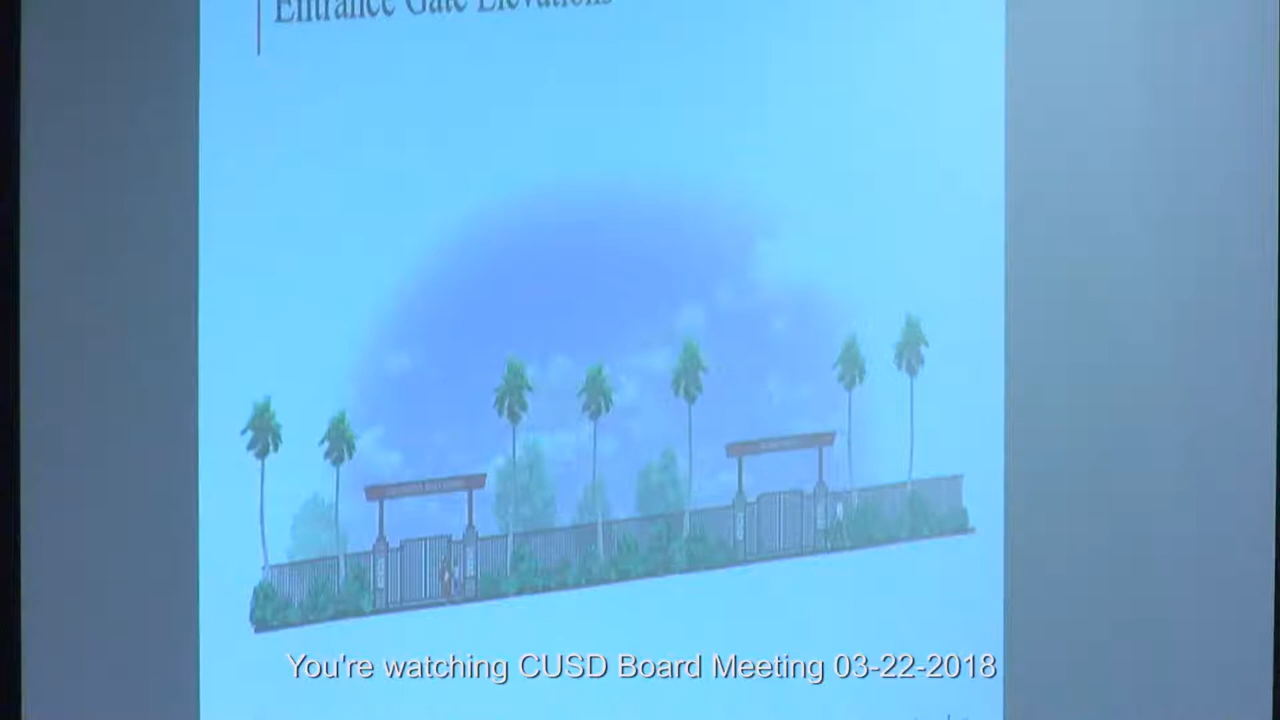 Entrance Gate Elevations
You're watching CUSD Board Meeting 03-22-2018